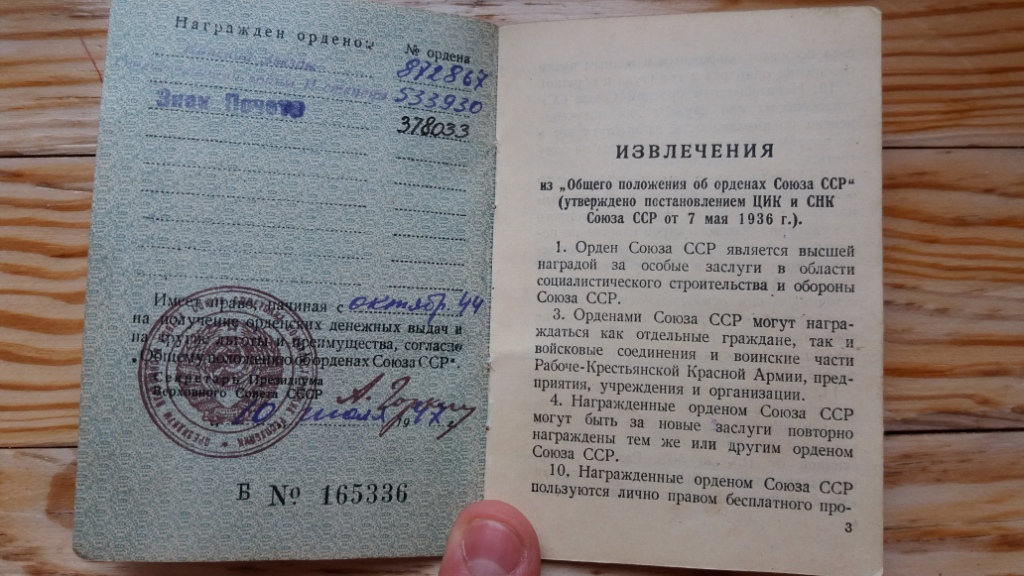 Награжден орденом
№ ордена
872867
степени 533930
Знак Почета
378033
Имеет право, начиная с октябр. 44
на получение орденских денежных выдач и
на другие льготы и преимущества, согласно
„Общему положению об орденах Союза ССР“.
Секретарь Президиума
Верховного Совета СССР
А. Горкин
10 июля 1947 г.
Б № 165336
ИЗВЛЕЧЕНИЯ
из „Общего положения об орденах Союза ССР“
(утверждено постановлением ЦИК и СНК
Союза ССР от 7 мая 1936 г.).
1. Орден Союза ССР является высшей
наградой за особые заслуги в области
социалистического строительства и обороны
Союза ССР.
3. Орденами Союза ССР могут награ-
ждаться как отдельные граждане, так и
войсковые соединения и воинские части
Рабоче-Крестьянской Красной Армии, пред-
приятия, учреждения и организации.
4. Награжденные орденом Союза ССР
могут быть за новые заслуги повторно
награждены тем же или другим орденом
Союза ССР.
10. Награжденные орденом Союза ССР
пользуются лично правом бесплатного про-
3